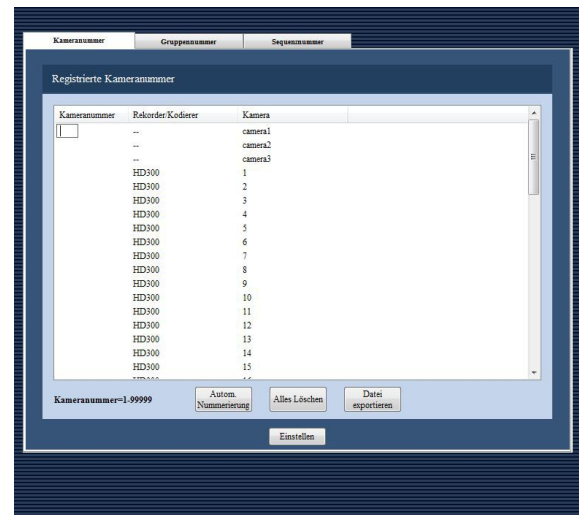 Kameranummer Gruppennummer Sequenznummer
Registrierte Kameranummer
Kameranummer Rekorder/Kodierer Kamera
-- camera1
-- camera2
-- camera3
HD300 1
HD300 2
HD300 3
HD300 4
HD300 5
HD300 6
HD300 7
HD300 8
HD300 9
HD300 10
HD300 11
HD300 12
HD300 13
HD300 14
HD300 15
Kameranummer=1-99999
Autom.
Nummerierung
Alles Löschen
Datei
exportieren
Einstellen